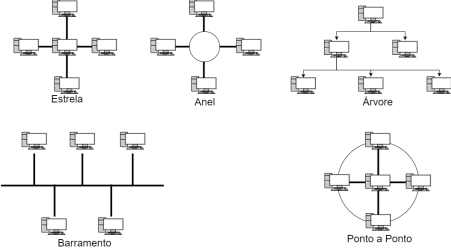 Estrela
Anel
Árvore
Barramento
Ponto a Ponto